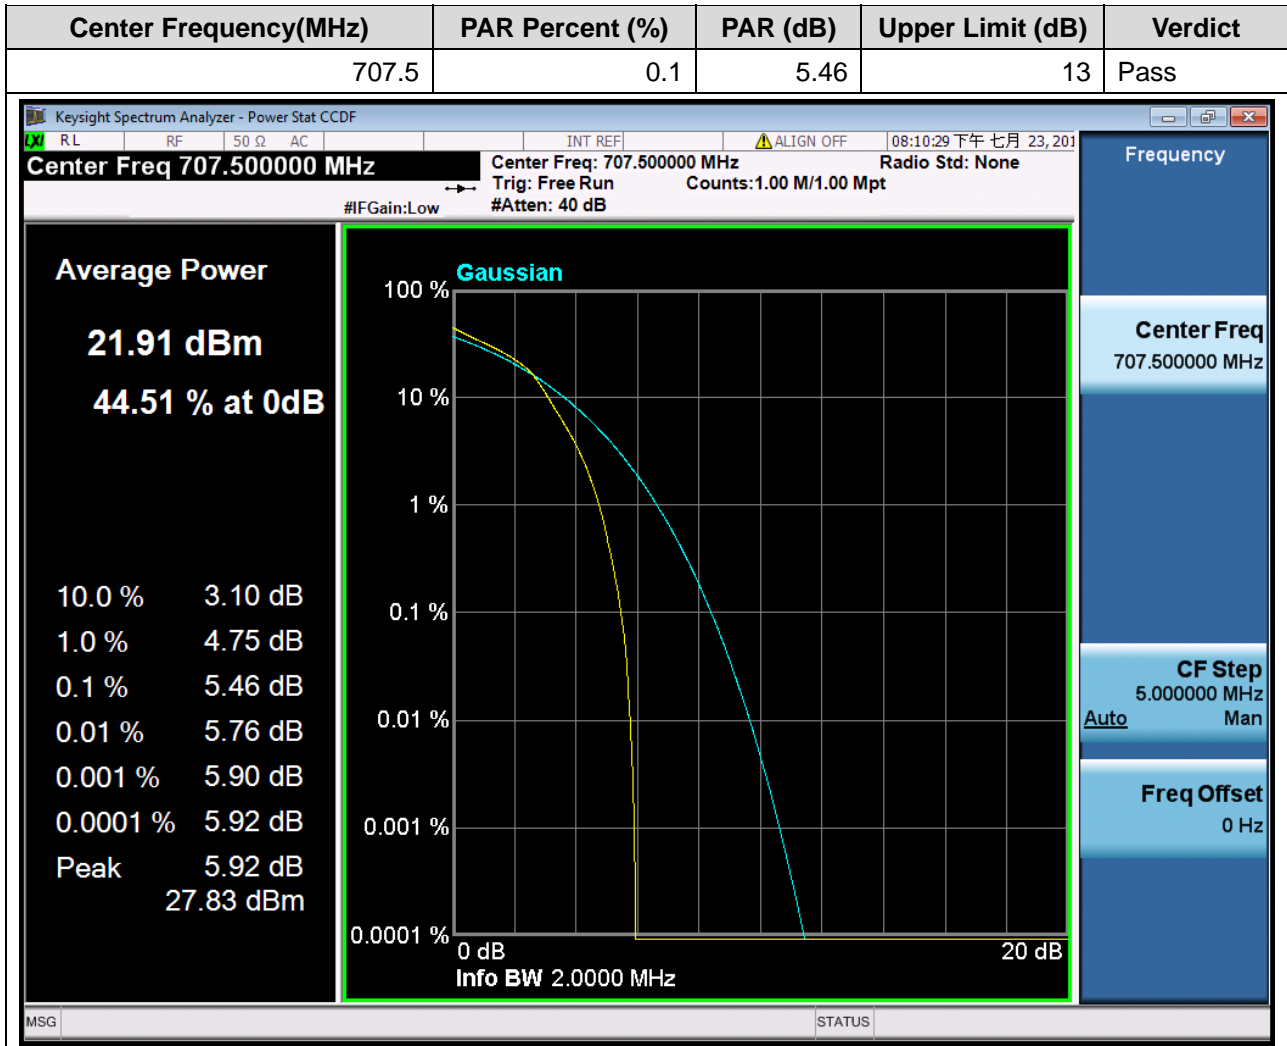 Center Frequency(MHz) PAR Percent (%) PAR (dB) Upper Limit (dB) Verdict
707.5 0.1 5.46 13 Pass
Keysight Spectrum Analyzer - Power Stat CCDF
LXI RL RF 50 Ω AC INT REF ALIGN OFF 08:10:29 下午 七月 23, 201
Center Freq 707.500000 MHz
Center Freq: 707.500000 MHz Radio Std: None
Trig: Free Run Counts:1.00 M/1.00 Mpt
#IFGain:Low #Atten: 40 dB
Frequency
Average Power
21.91 dBm
44.51 % at 0dB
10.0 % 3.10 dB
1.0 % 4.75 dB
0.1 % 5.46 dB
0.01 % 5.76 dB
0.001 % 5.90 dB
0.0001 % 5.92 dB
Peak 5.92 dB
27.83 dBm
Gaussian
100 %
10 %
1 %
0.1 %
0.01 %
0.001 %
0.0001 %
0 dB 20 dB
Info BW 2.0000 MHz
Center Freq
707.500000 MHz
CF Step
5.000000 MHz
Auto Man
Freq Offset
0 Hz
MSG STATUS